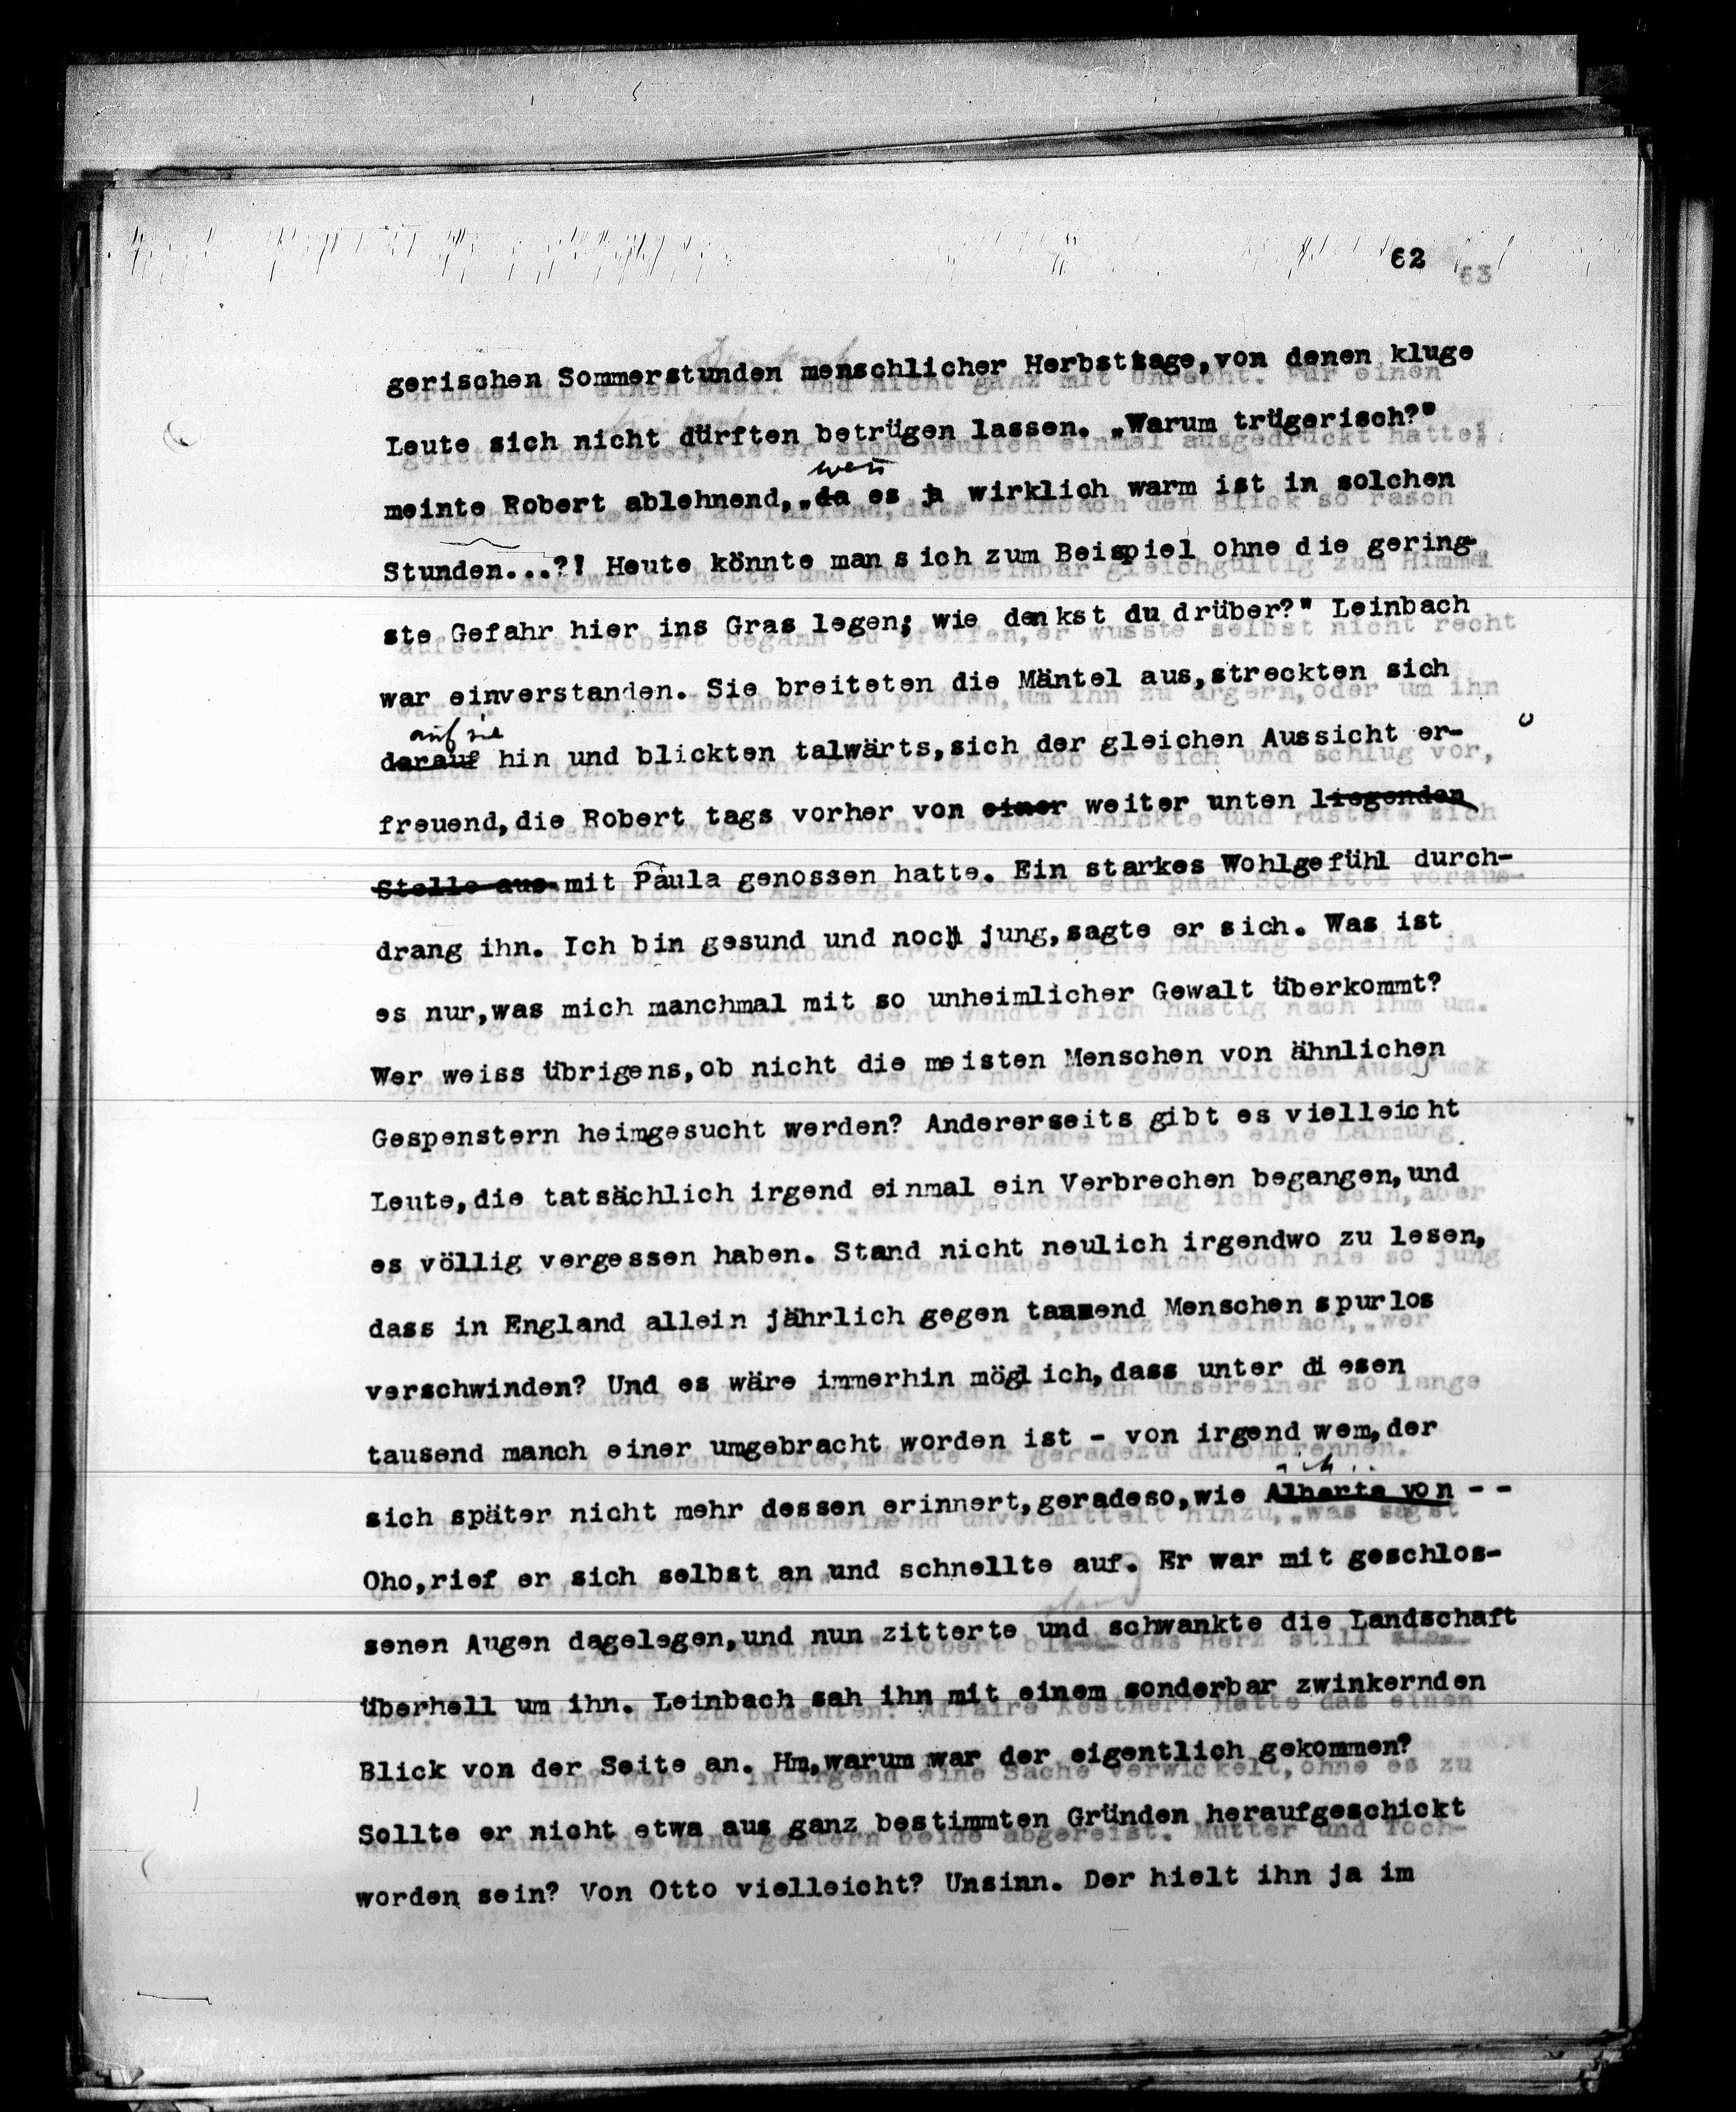 62
63
gerischen Sommerstunden menschlicher Herbsttage,von denen kluge
Leute sich nicht dürften betrügen lassen. „Warum trügerisch?"
wenn
meinte Robert ablehnend,„da es ja wirklich warm ist in solchen
Stunden...?! Heute könnte man sich zum Beispiel ohne die gering-
ste Gefahr hier ins Gras legen; wie denkst du drüber?" Leinbach
war einverstanden. Sie breiteten die Mäntel aus,streckten sich
auf sie
darauf hin und blickten talwärts,sich der gleichen Aussicht er-
freuend,die Robert tags vorher von einer weiter unten liegenden
Stelle aus mit Paula genossen hatte. Ein starkes Wohlgefühl durch-
drang ihn. Ich bin gesund und noch jung,sagte er sich. Was ist
es nur,was mich manchmal mit so unheimlicher Gewalt überkommt?
Wer weiss übrigens,ob nicht die meisten Menschen von ähnlichen
Gespenstern heimgesucht werden? Andererseits gibt es vielleicht
Leute,die tatsächlich irgend einmal ein Verbrechen begangen,und
es völlig vergessen haben. Stand nicht neulich irgendwo zu lesen,
dass in England allein jährlich gegen tausend Menschen spurlos
verschwinden? Und es wäre immerhin möglich,dass unter diesen
tausend manch einer umgebracht worden ist - von irgend wem,der
ich
sich später nicht mehr dessen erinnert,geradeso,wie Alberta von - -
Oho,rief er sich selbst an und schnellte auf. Er war mit geschlos-
senen Augen dagelegen,und nun zitterte und schwankte die Landschaft
überhell um ihn. Leinbach sah ihn mit einem sonderbar zwinkernden
Blick von der Seite an. Hm,warum war der eigentlich gekommen?
Sollte er nicht etwa aus ganz bestimmten Gründen heraufgeschickt
worden sein? Von Otto vielleicht? Unsinn. Der hielt ihn ja im